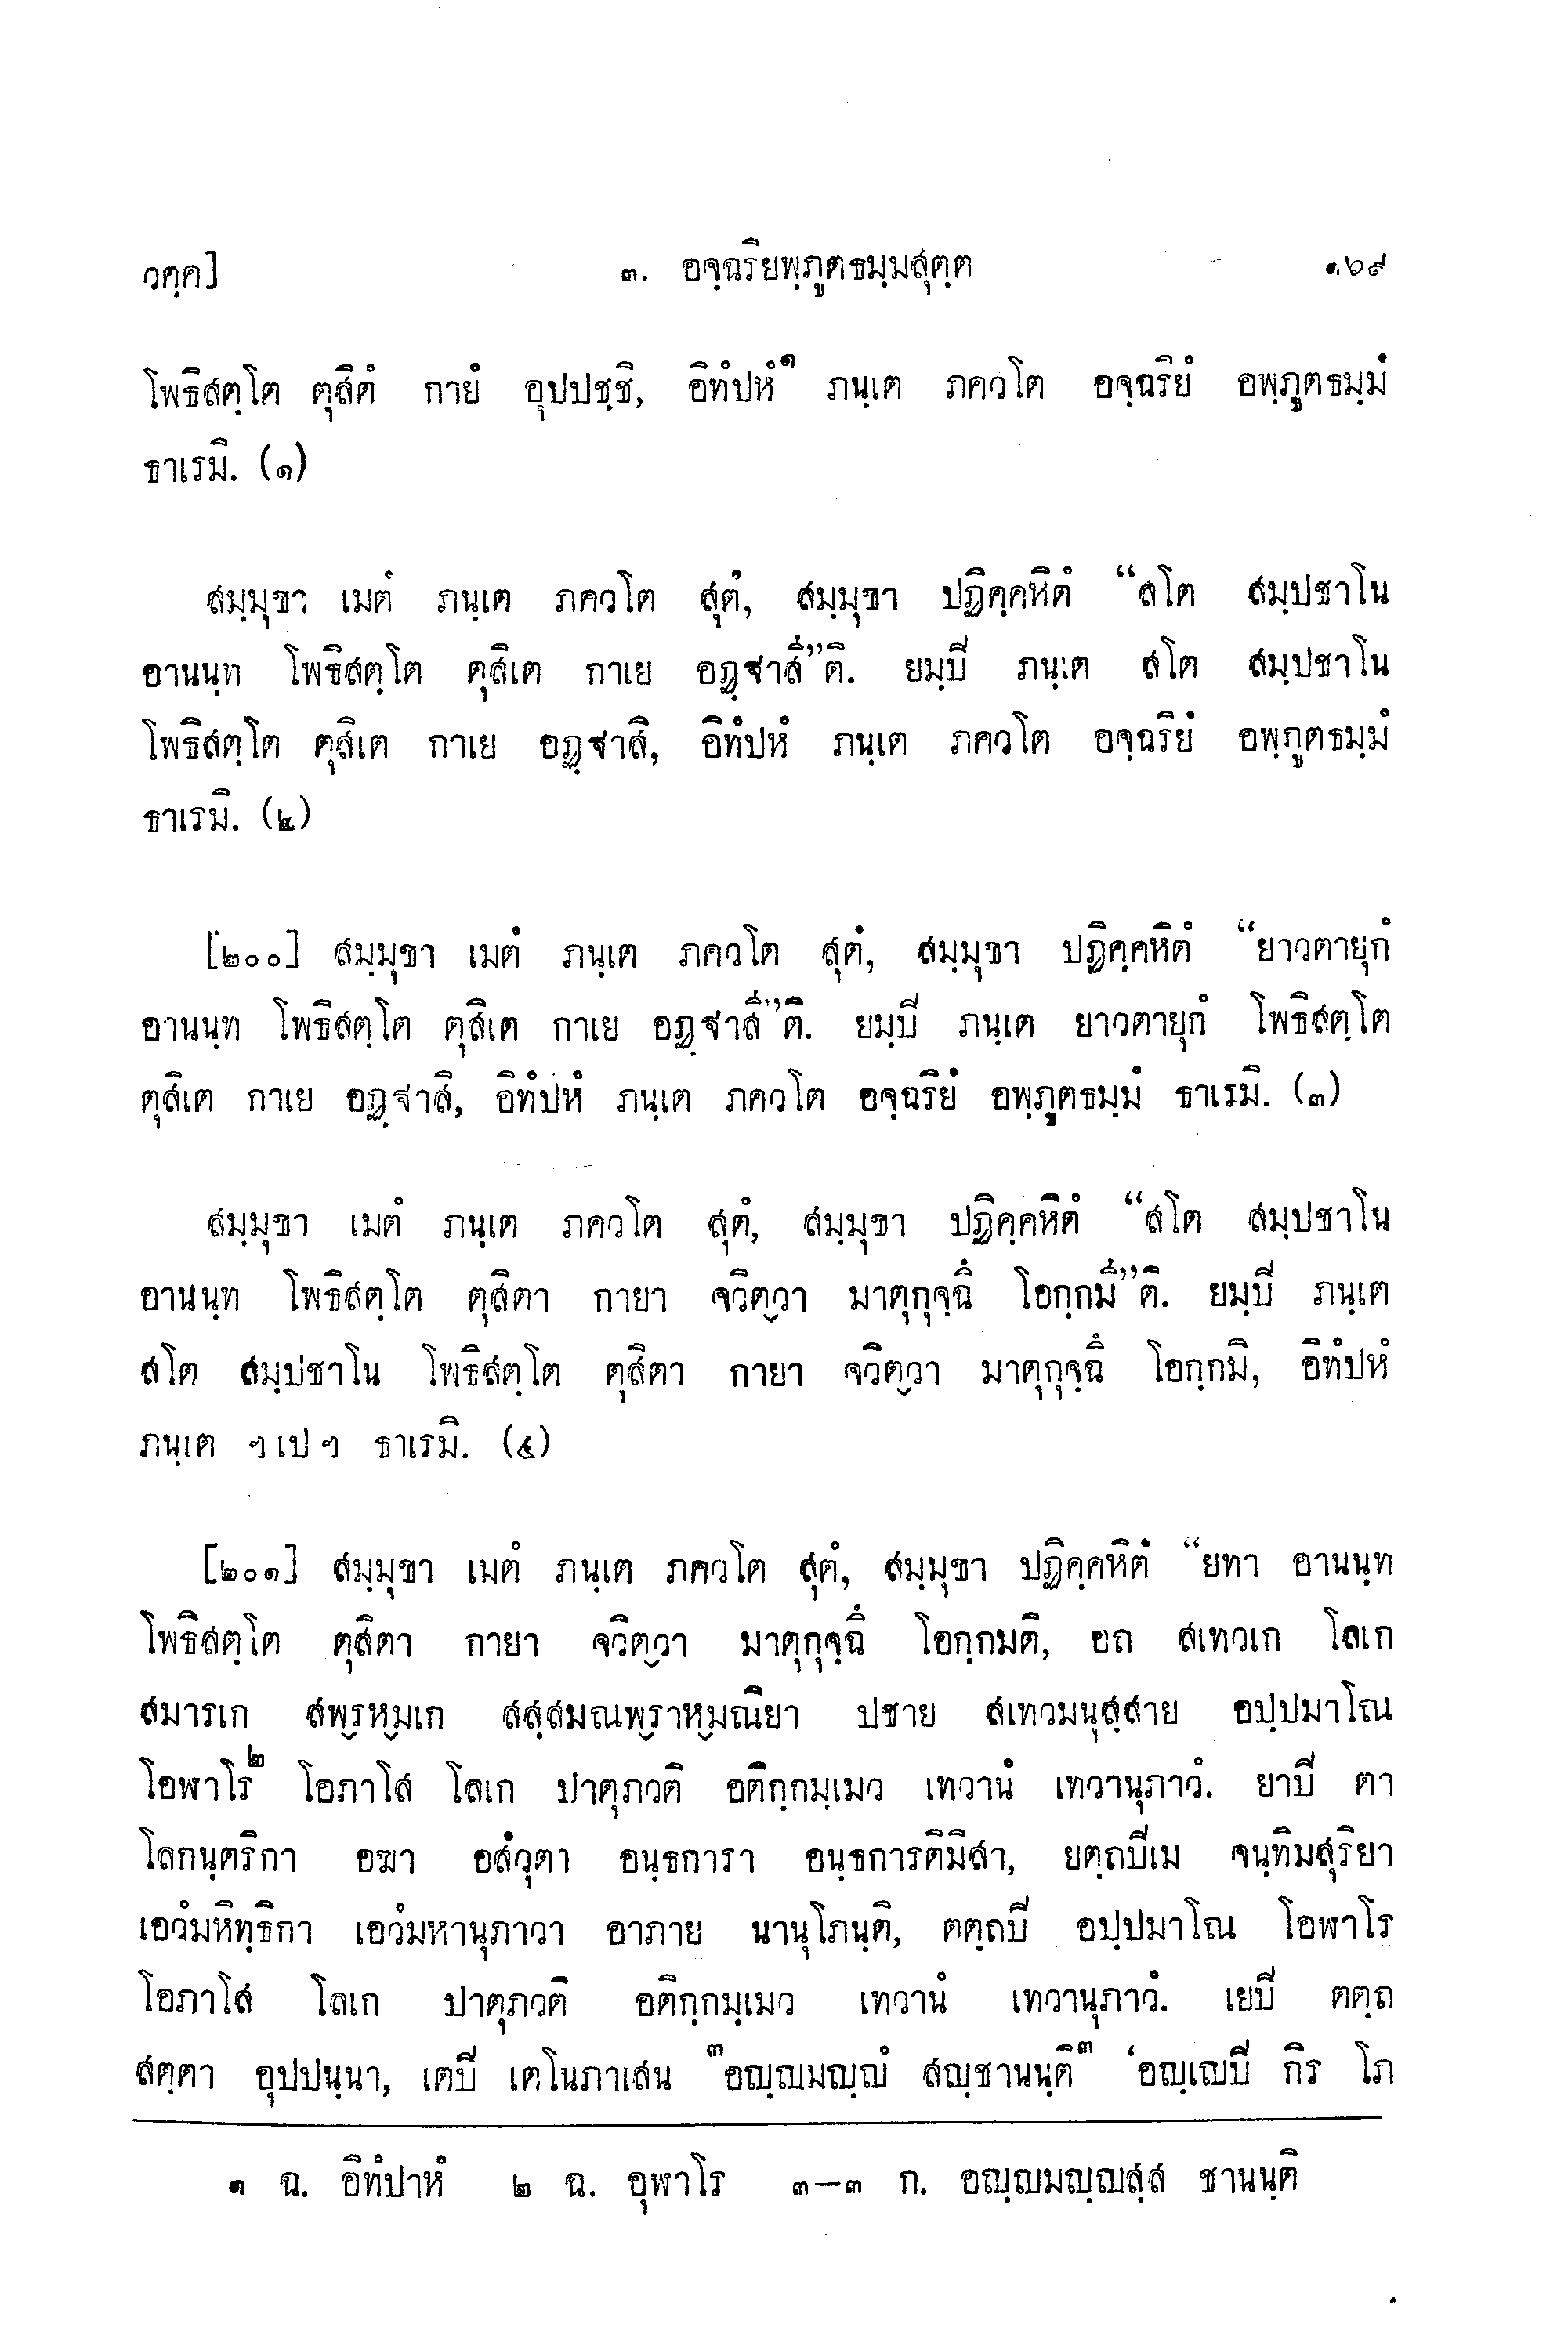 วคฺค]
๓. อจฺฉริยพฺภูตธมฺมสุตฺต
๑๖๙
โพธิสตฺโต ตุสิตํ กายํ อุปปชฺชิ, อิทํปหํ๑ ภนฺเต ภควโต อจฺฉริยํ อพฺภูตธมฺมํ
ธาเรมิ. (๑)
สมฺมุขา เมตํ ภนฺเต ภควโต สุตํ, สมฺมุขา ปฏิคฺคหิตํ “สโต สมฺปชาโน
อานนฺท โพธิสตฺโต ตุสิเต กาเย อฏฺฐาสี”ติ. ยมฺปิ ภนฺเต สโต สมฺปชาโน
โพธิสตฺโต ตุสิเต กาเย อฏฺฐาสิ, อิทํปหํ ภนฺเต ภควโต อจฺฉริยํ อพฺภูตธมฺมํ
ธาเรมิ. (๒)
[๒๐๐] สมฺมุขา เมตํ ภนฺเต ภควโต สุตํ, สมฺมุขา ปฏิคฺคหิตํ “ยาวตายุกํ
อานนฺท โพธิสตฺโต ตุสิเต กาเย อฏฺฐาสี”ติ. ยมฺปิ ภนฺเต ยาวตายุกํ โพธิสตฺโต
ตุสิเต กาเย อฏฺฐาสิ, อิทํปหํ ภนฺเต ภควโต อจฺฉริยํ อพฺภูตธมฺมํ ธาเรมิ. (๓)
สมฺมุขา เมตํ ภนฺเต ภควโต สุตํ, สมฺมุขา ปฏิคฺคหิตํ “สโต สมฺปชาโน
อานนฺท โพธิสตฺโต ตุสิตา กายา จวิตฺวา มาตุกุจฺฉึ โอกฺกมี”ติ. ยมฺปิ ภนฺเต
สโต สมฺปชาโน โพธิสตฺโต ตุสิตา กายา จวิตฺวา มาตุกุจฺฉึ โอกฺกมิ, อิทํปหํ
ภนฺเต ฯเปฯ ธาเรมิ. (๔)
[๒๐๑] สมฺมุขา เมตํ ภนฺเต ภควโต สุตํ, สมฺมุขา ปฏิคฺคหิตํ “ยทา อานนฺท
โพธิสตฺโต ตุสิตา กายา จวิตฺวา มาตุกุจฺฉึ โอกฺกมติ, อถ สเทวเก โลเก
สมารเก สพฺรหฺมเก สสฺสมณพฺราหฺมณิยา ปชาย สเทวมนุสฺสาย อปฺปมาโณ
โอฬาโร๒ โอภาโส โลเก ปาตุภวติ อติกฺกมฺเมว เทวานํ เทวานุภาวํ. ยาปิ ตา
โลกนฺตริกา อฆา อสํวุตา อนฺธการา อนฺธการติมิสา, ยตฺถปิเม จนฺทิมสุริยา
เอวํมหิทฺธิกา เอวํมหานุภาวา อาภาย นานุโภนฺติ, ตตฺถปิ อปฺปมาโณ โอฬาโร
โอภาโส โลเก ปาตุภวติ อติกฺกมฺเมว เทวานํ เทวานุภาวํ. เยปิ ตตฺถ
สตฺตา อุปปนฺนา, เตปิ เตโนภาเสน ๓อญฺญมญฺญํ สญฺชานนฺติ๓ ‘อญฺเญปิ กิร โภ
๑ ฉ. อิทํปาหํ ๒ ฉ. อุฬาโร ๓–๓ ก. อญฺญมญฺญสฺส ชานนฺติ